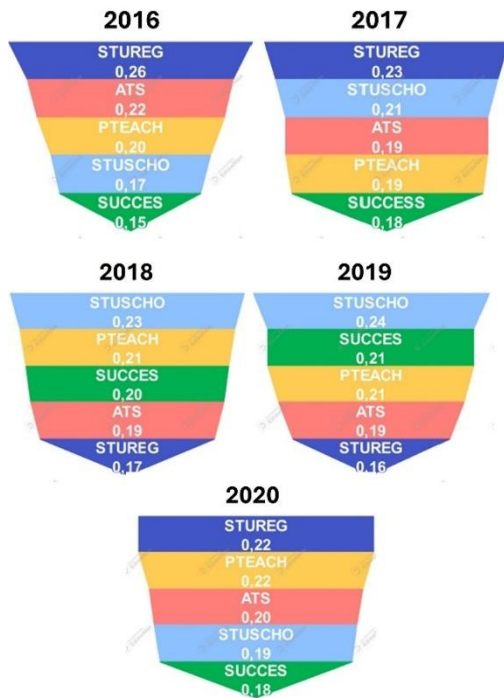 2016
STUREG
0,26
ATS
0,22
PTEACH
0,20
STUSCHO
0,17
SUCCES
0,15
2017
STUREG
0,23
STUSCHO
0,21
ATS
0,19
PTEACH
0,19
SUCCESS
0,18
2018
STUSCHO
0,23
PTEACH
0,21
SUCCES
0,20
ATS
0,19
STUREG
0,17
2019
STUSCHO
0,24
SUCCES
0,21
PTEACH
0,21
ATS
0,19
STUREG
0,16
2020
STUREG
0,22
PTEACH
0,22
ATS
0,20
STUSCHO
0,19
SUCCES
0,18